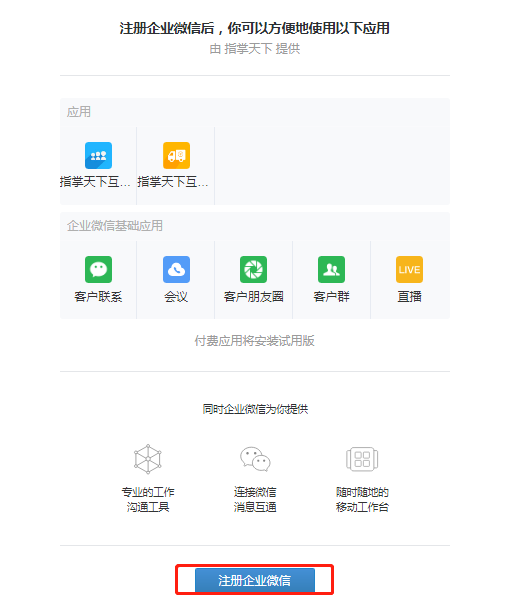 注册企业微信后，你可以方便地使用以下应用
由 指掌天下 提供
应用
指掌天下互... 指掌天下互...
企业微信基础应用
LIVE
客户联系 会议 客户朋友圈 客户群 直播
付费应用将安装试用版
同时企业微信为你提供
专业的工作 连接微信 随时随地的
沟通工具 消息互通 移动工作台
注册企业微信